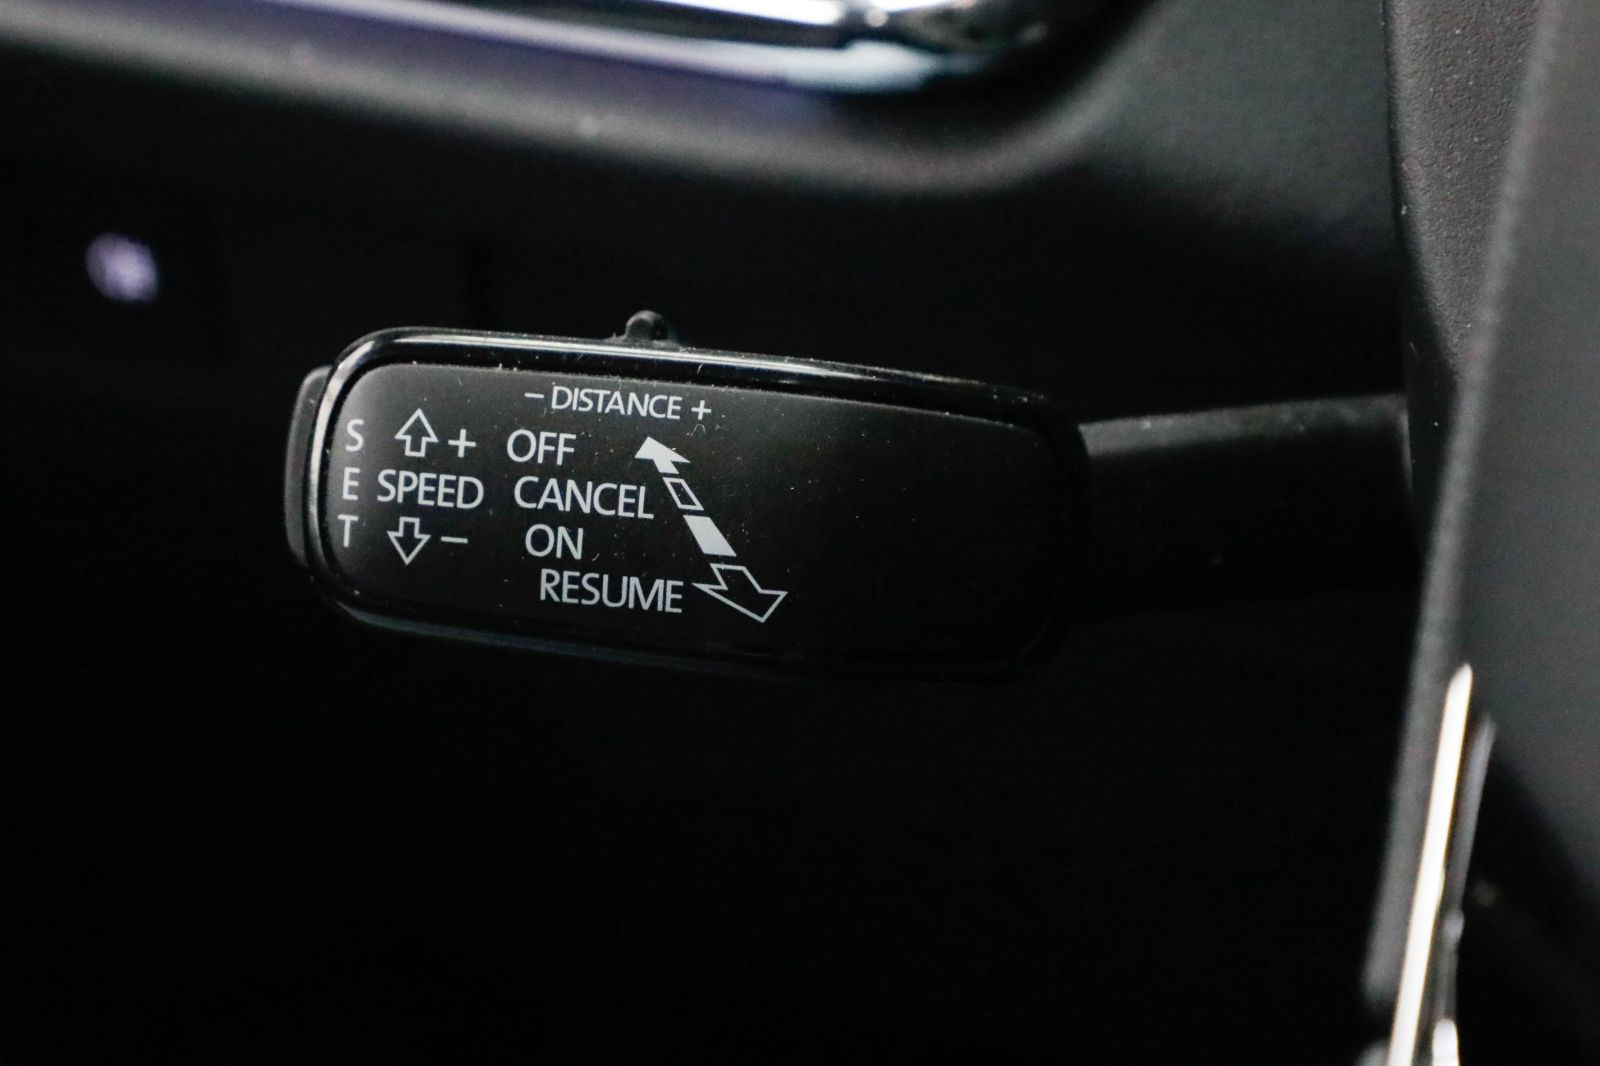 - DISTANCE +
S + OFF
E SPEED CANCEL
T - ON
RESUME